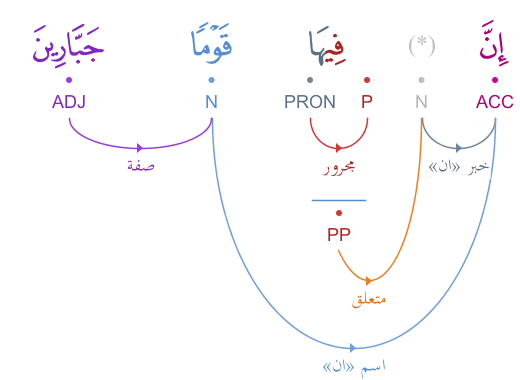 إِنَّ (*) فِيهَا قَوْمًا جَبَّارِينَ
ACC N P PRON N ADJ
خبر «ان» مجرور صفة
PP
متعلق
اسم «ان»